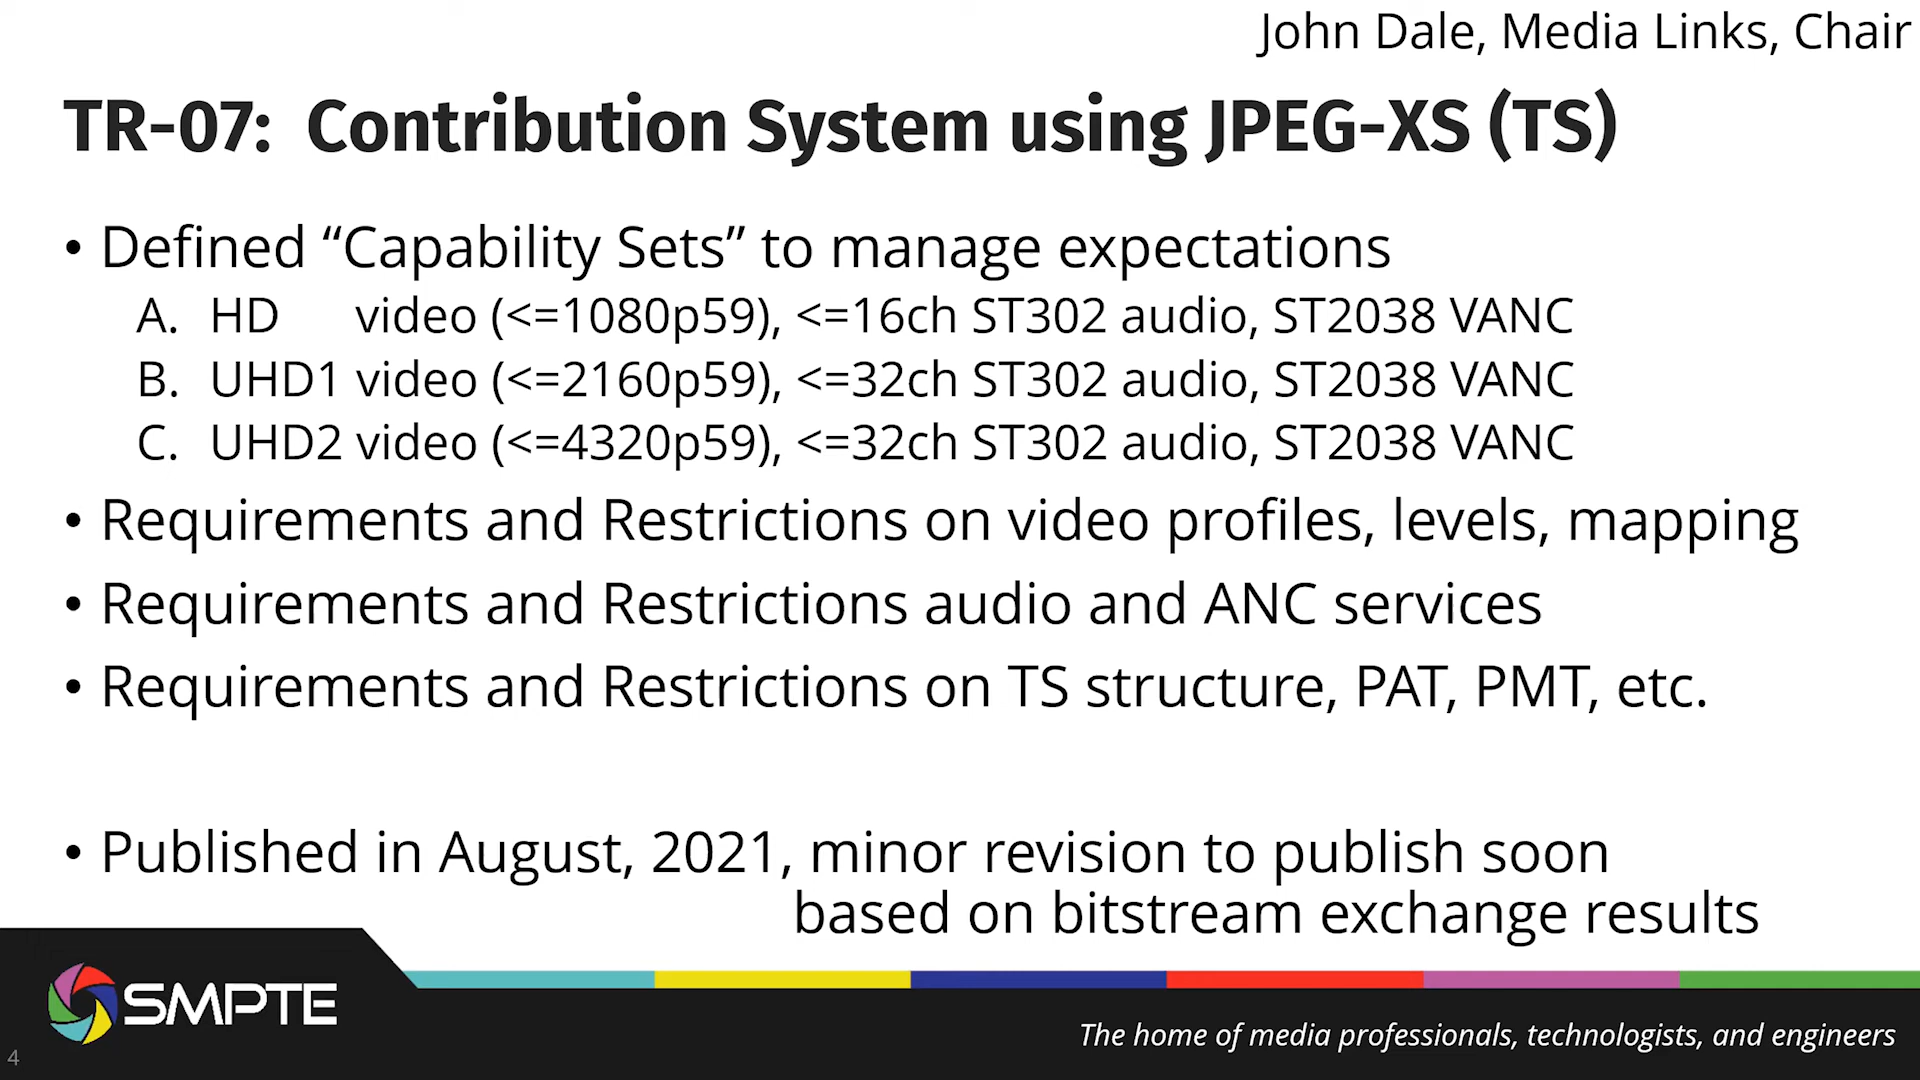 John Dale, Media Links, Chair
TR-07: Contribution System using JPEG-XS (TS)
• Defined “Capability Sets” to manage expectations
A. HD video (<=1080p59), <=16ch ST302 audio, ST2038 VANC
B. UHD1 video (<=2160p59), <=32ch ST302 audio, ST2038 VANC
C. UHD2 video (<=4320p59), <=32ch ST302 audio, ST2038 VANC
• Requirements and Restrictions on video profiles, levels, mapping
• Requirements and Restrictions audio and ANC services
• Requirements and Restrictions on TS structure, PAT, PMT, etc.
• Published in August, 2021, minor revision to publish soon
based on bitstream exchange results
SMPTE
The home of media professionals, technologists, and engineers
4